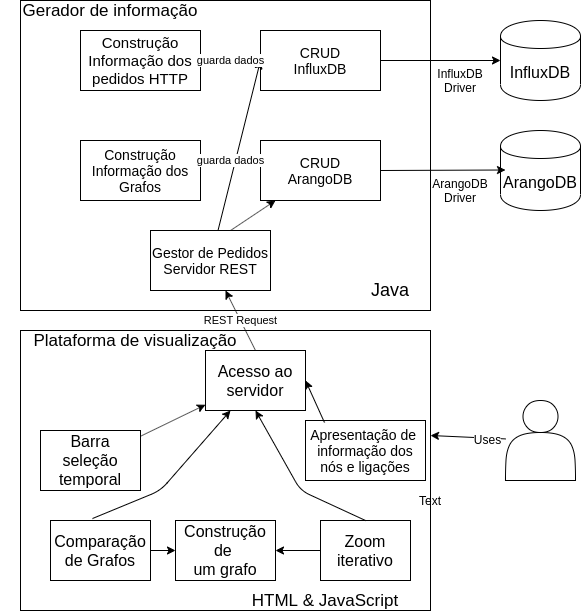 Gerador de informação
Construção
Informação dos
pedidos HTTP
guarda dados
CRUD
InfluxDB
InfluxDB
Driver
InfluxDB
Construção
Informação dos
Grafos
guarda dados
CRUD
ArangoDB
ArangoDB
Driver
ArangoDB
Gestor de Pedidos
Servidor REST
Java
REST Request
Plataforma de visualização
Acesso ao
servidor
Barra
seleção
temporal
Apresentação de
informação dos
nós e ligações
Uses
Text
Comparação
de Grafos
Construção
de
um grafo
Zoom
iterativo
HTML & JavaScript